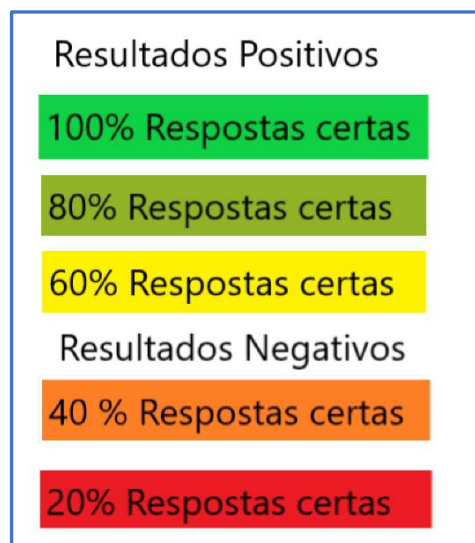 Resultados Positivos
100% Respostas certas
80% Respostas certas
60% Respostas certas
Resultados Negativos
40 % Respostas certas
20% Respostas certas